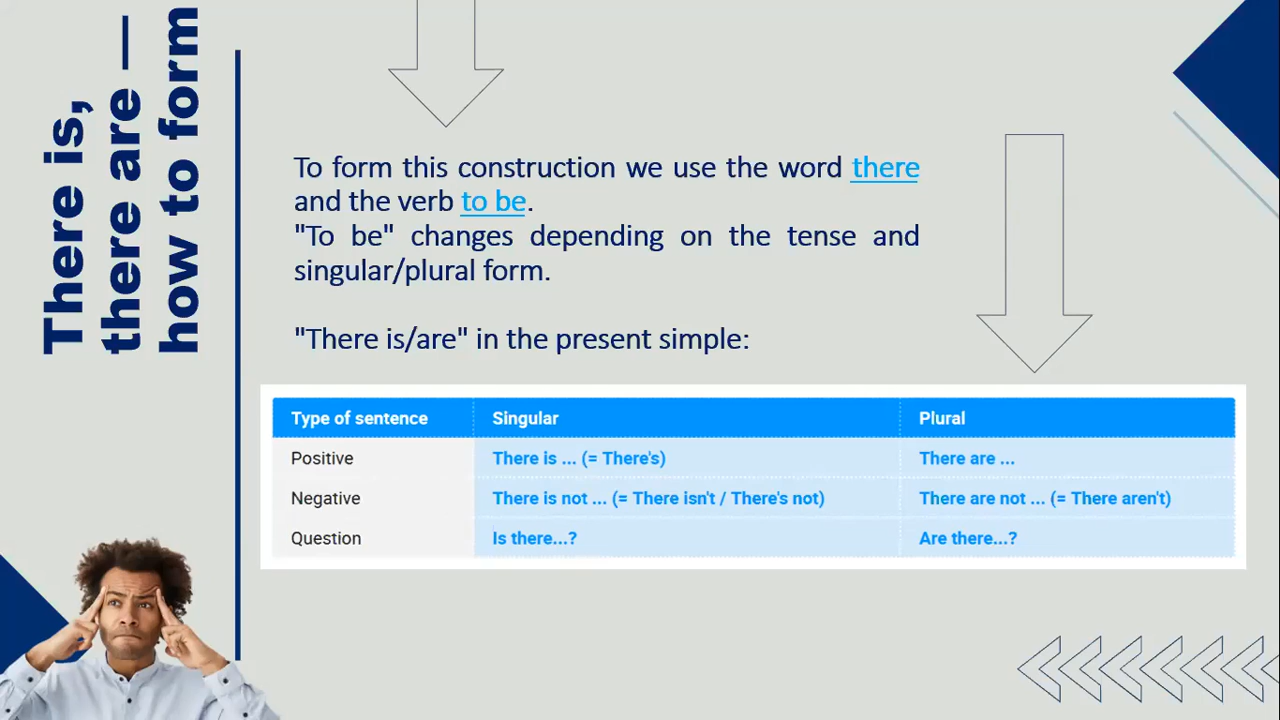 There is,
there are —
how to form
To form this construction we use the word there
and the verb to be.
"To be" changes depending on the tense and
singular/plural form.
"There is/are" in the present simple:
Type of sentence Singular Plural
Positive There is ... (= There's) There are ...
Negative There is not ... (= There isn't / There's not) There are not ... (= There aren't)
Question Is there...? Are there...?